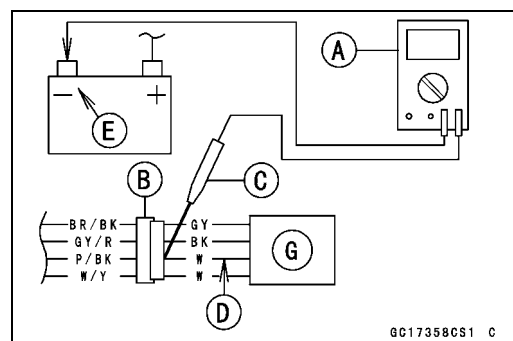 A
− +
E
B
C
BR/BK GY
GY/R BK
P/BK W
W/Y W
G
D
GC17358CS1 C